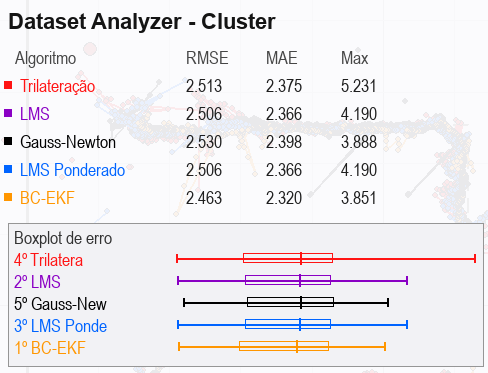 Dataset Analyzer - Cluster
Algoritmo RMSE MAE Max
Trilateração 2.513 2.375 5.231
LMS 2.506 2.366 4.190
Gauss-Newton 2.530 2.398 3.888
LMS Ponderado 2.506 2.366 4.190
BC-EKF 2.463 2.320 3.851
Boxplot de erro
4º Trilatera
2º LMS
5º Gauss-New
3º LMS Ponde
1º BC-EKF